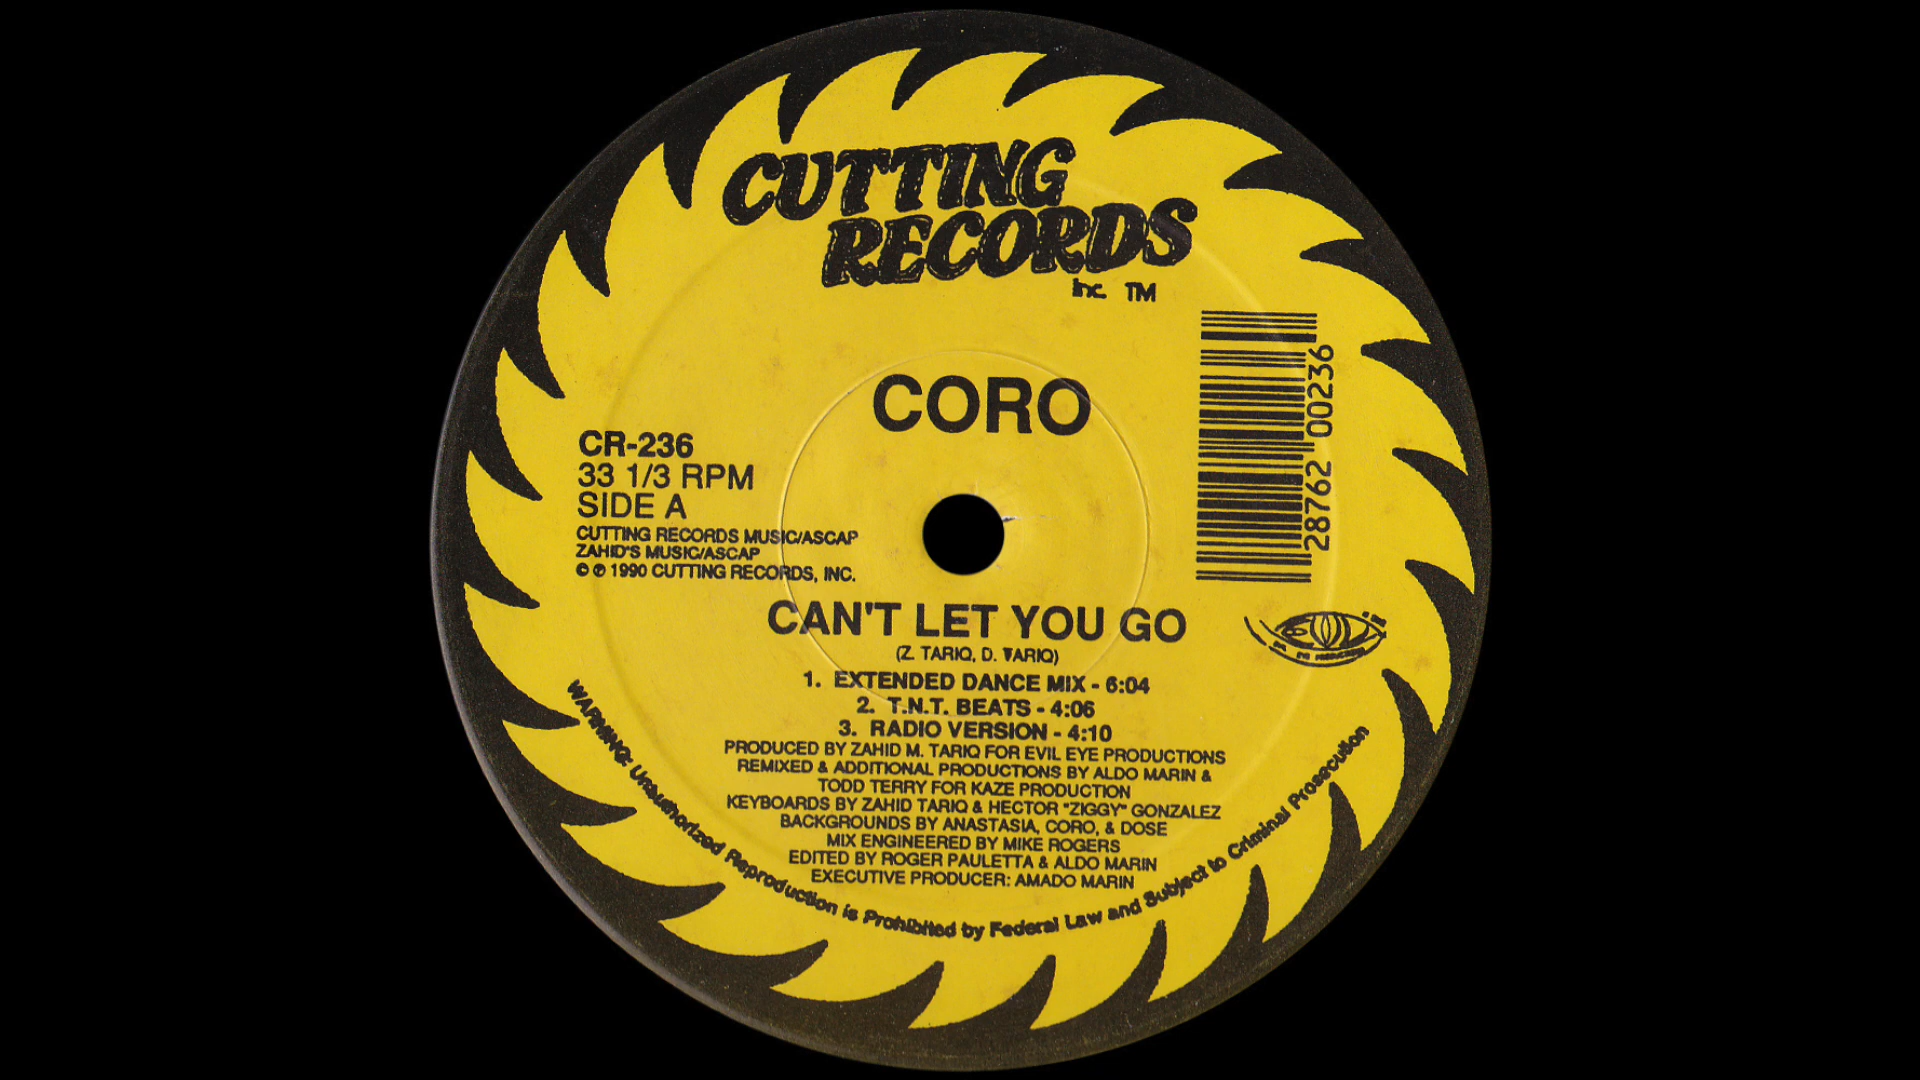 CUTTING
RECORDS
Inc. TM
CORO
CR-236
33 1/3 RPM
SIDE A
CUTTING RECORDS MUSIC/ASCAP
ZAHID'S MUSIC/ASCAP
© ℗ 1990 CUTTING RECORDS, INC.
28762 00236
CAN'T LET YOU GO
(Z. TARIQ, D. TARIQ)
1. EXTENDED DANCE MIX - 6:04
2. T.N.T. BEATS - 4:06
3. RADIO VERSION - 4:10
PRODUCED BY ZAHID M. TARIQ FOR EVIL EYE PRODUCTIONS
REMIXED & ADDITIONAL PRODUCTIONS BY ALDO MARIN &
TODD TERRY FOR KAZE PRODUCTION
KEYBOARDS BY ZAHID TARIQ & HECTOR "ZIGGY" GONZALEZ
BACKGROUNDS BY ANASTASIA, CORO, & DOSE
MIX ENGINEERED BY MIKE ROGERS
EDITED BY ROGER PAULETTA & ALDO MARIN
EXECUTIVE PRODUCER: AMADO MARIN
WARNING: Unauthorized Reproduction is Prohibited by Federal Law and Subject to Criminal Prosecution